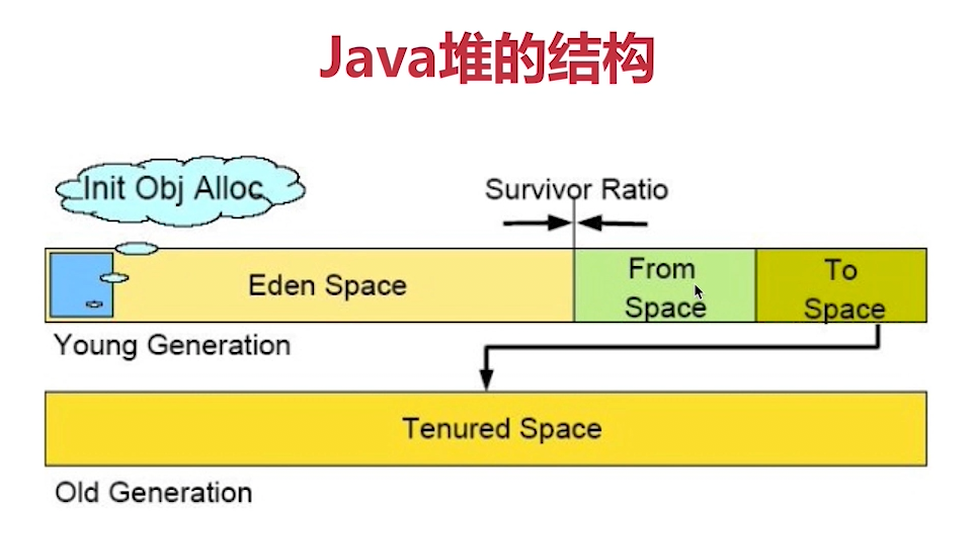 Java堆的结构
Init Obj Alloc
Survivor Ratio
Eden Space
From
Space
To
Space
Young Generation
Tenured Space
Old Generation